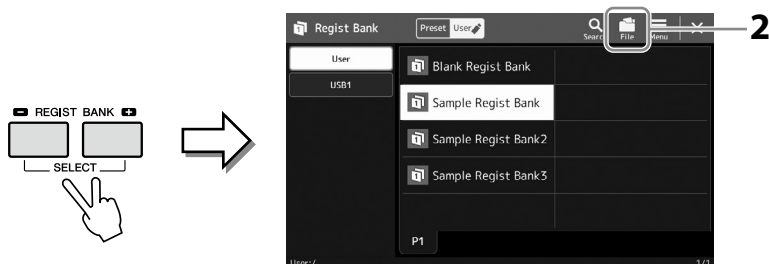 Regist Bank
Preset User
Search File Menu
2
User
USB1
Blank Regist Bank
Sample Regist Bank
Sample Regist Bank2
Sample Regist Bank3
P1
User:/
1/1
- REGIST BANK +
SELECT